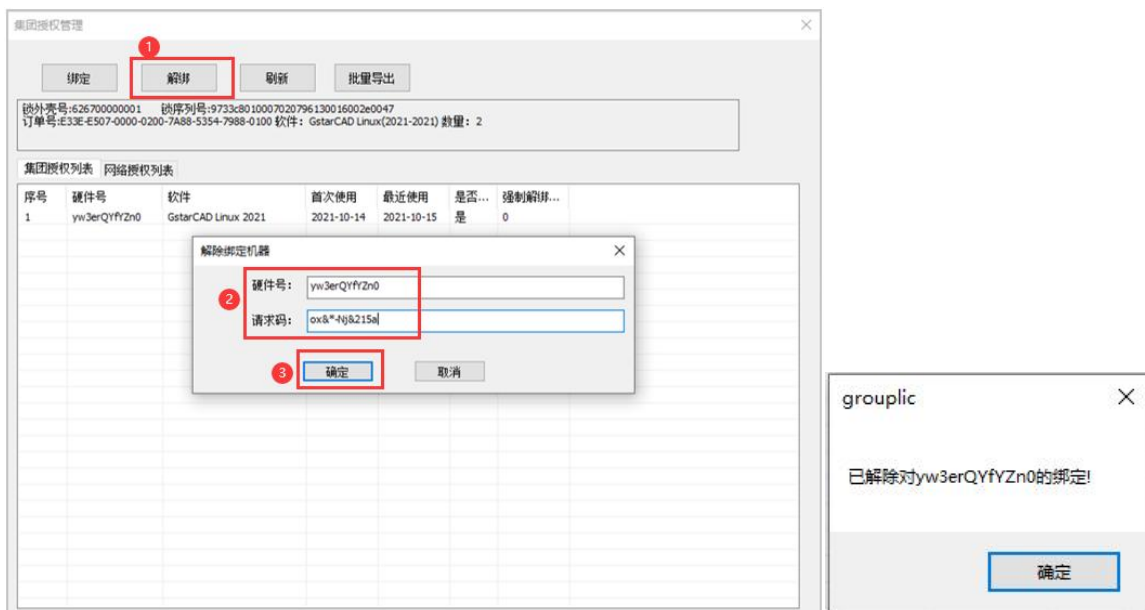 集团授权管理
1
绑定 解绑 刷新 批量导出
锁外壳号:626700000001 锁序列号:9733c8010007020796130016002e0047
订单号:E33E-E507-0000-0200-7A88-5354-7988-0100 软件: GstarCAD Linux(2021-2021) 数量: 2
集团授权列表 网络授权列表
序号 硬件号 软件 首次使用 最近使用 是否... 强制解绑...
1 yw3erQYfYZn0 GstarCAD Linux 2021 2021-10-14 2021-10-15 是 0
解除绑定机器
2
硬件号: yw3erQYfYZn0
请求码: ox&*-Nj&215a
3
确定 取消
grouplic
已解除对yw3erQYfYZn0的绑定!
确定